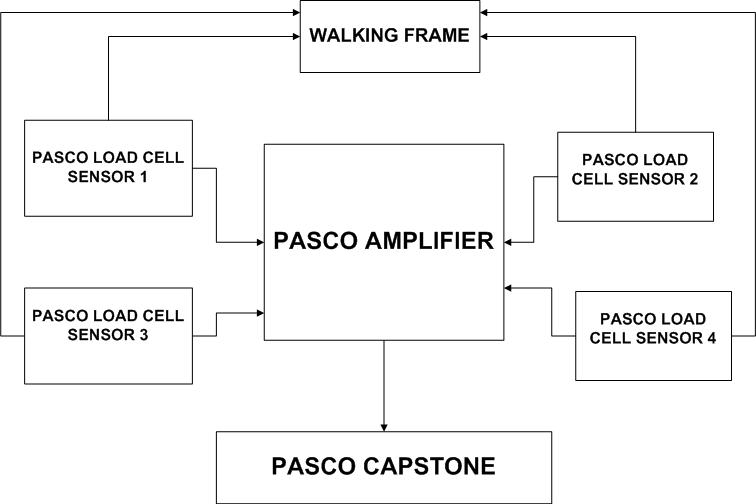 WALKING FRAME
PASCO LOAD CELL
SENSOR 1
PASCO LOAD
CELL SENSOR 2
PASCO AMPLIFIER
PASCO LOAD CELL
SENSOR 3
PASCO LOAD
CELL SENSOR 4
PASCO CAPSTONE